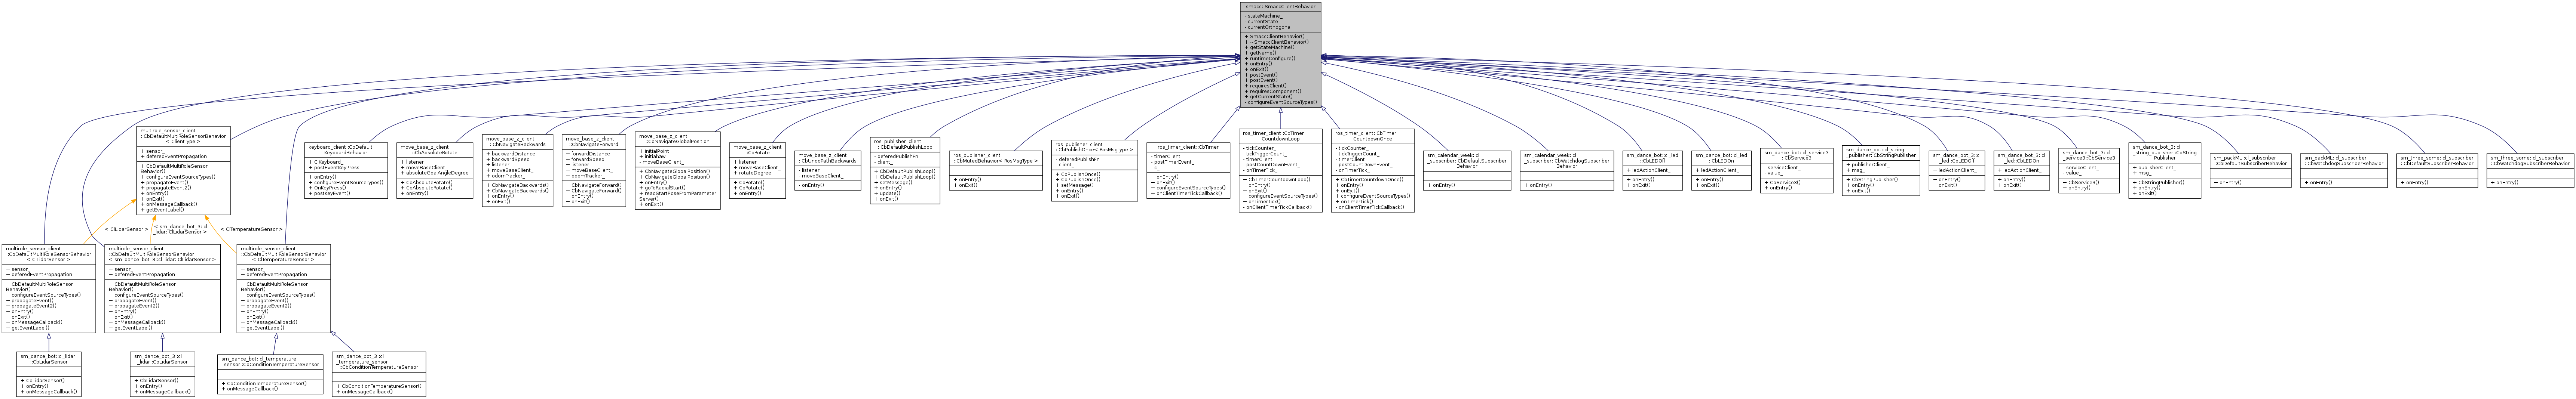 smacc::SmaccClientBehavior
- stateMachine_
- currentState
- currentOrthogonal
+ SmaccClientBehavior()
+ ~SmaccClientBehavior()
+ getStateMachine()
+ getName()
+ runtimeConfigure()
+ onEntry()
+ onExit()
+ postEvent()
+ postEvent()
+ requiresClient()
+ requiresComponent()
+ getCurrentState()
- configureEventSourceTypes()
multirole_sensor_client
::CbDefaultMultiRoleSensorBehavior
< ClientType >
+ sensor_
+ deferedEventPropagation
+ CbDefaultMultiRoleSensor
Behavior()
+ configureEventSourceTypes()
+ propagateEvent()
+ propagateEvent2()
+ onEntry()
+ onExit()
+ onMessageCallback()
+ getEventLabel()
keyboard_client::CbDefault
KeyboardBehavior
+ ClKeyboard_
+ postEventKeyPress
+ onEntry()
+ configureEventSourceTypes()
+ OnKeyPress()
+ postKeyEvent()
move_base_z_client
::CbAbsoluteRotate
+ listener
+ moveBaseClient_
+ absoluteGoalAngleDegree
+ CbAbsoluteRotate()
+ CbAbsoluteRotate()
+ onEntry()
move_base_z_client
::CbNavigateBackwards
+ backwardDistance
+ backwardSpeed
+ listener
+ moveBaseClient_
+ odomTracker_
+ CbNavigateBackwards()
+ CbNavigateBackwards()
+ onEntry()
+ onExit()
move_base_z_client
::CbNavigateForward
+ forwardDistance
+ forwardSpeed
+ listener
+ moveBaseClient_
+ odomTracker_
+ CbNavigateForward()
+ CbNavigateForward()
+ onEntry()
+ onExit()
move_base_z_client
::CbNavigateGlobalPosition
+ initialPoint
+ initialYaw
- moveBaseClient_
+ CbNavigateGlobalPosition()
+ CbNavigateGlobalPosition()
+ onEntry()
+ goToRadialStart()
+ readStartPoseFromParameter
Server()
+ onExit()
move_base_z_client
::CbRotate
+ listener
+ moveBaseClient_
+ rotateDegree
+ CbRotate()
+ CbRotate()
+ onEntry()
move_base_z_client
::CbUndoPathBackwards
- listener
- moveBaseClient_
- onEntry()
ros_publisher_client
::CbDefaultPublishLoop
- deferedPublishFn
- client_
+ CbDefaultPublishLoop()
+ CbDefaultPublishLoop()
+ setMessage()
+ onEntry()
+ update()
+ onExit()
ros_publisher_client
::CbMutedBehavior< RosMsgType >
+ onEntry()
+ onExit()
ros_publisher_client
::CbPublishOnce< RosMsgType >
- deferedPublishFn
- client_
+ CbPublishOnce()
+ CbPublishOnce()
+ setMessage()
+ onEntry()
+ onExit()
ros_timer_client::CbTimer
- timerClient_
- postTimerEvent_
- c_
+ onEntry()
+ onExit()
+ configureEventSourceTypes()
+ onClientTimerTickCallback()
ros_timer_client::CbTimer
CountdownLoop
- tickCounter_
- tickTriggerCount_
- timerClient_
- postCountDownEvent_
- onTimerTick_
+ CbTimerCountdownLoop()
+ onEntry()
+ onExit()
+ configureEventSourceTypes()
+ onTimerTick()
- onClientTimerTickCallback()
ros_timer_client::CbTimer
CountdownOnce
- tickCounter_
- tickTriggerCount_
- timerClient_
- postCountDownEvent_
- onTimerTick_
+ CbTimerCountdownOnce()
+ onEntry()
+ onExit()
+ configureEventSourceTypes()
+ onTimerTick()
- onClientTimerTickCallback()
sm_calendar_week::cl
_subscriber::CbDefaultSubscriber
Behavior
+ onEntry()
sm_calendar_week::cl
_subscriber::CbWatchdogSubscriber
Behavior
+ onEntry()
sm_dance_bot::cl_led
::CbLEDOff
+ ledActionClient_
+ onEntry()
+ onExit()
sm_dance_bot::cl_led
::CbLEDOn
+ ledActionClient_
+ onEntry()
+ onExit()
sm_dance_bot::cl_service3
::CbService3
- serviceClient_
- value_
+ CbService3()
+ onEntry()
sm_dance_bot::cl_string
_publisher::CbStringPublisher
+ publisherClient_
+ msg_
+ CbStringPublisher()
+ onEntry()
+ onExit()
sm_dance_bot_3::cl
_led::CbLEDOff
+ ledActionClient_
+ onEntry()
+ onExit()
sm_dance_bot_3::cl
_led::CbLEDOn
+ ledActionClient_
+ onEntry()
+ onExit()
sm_dance_bot_3::cl
_service3::CbService3
- serviceClient_
- value_
+ CbService3()
+ onEntry()
sm_dance_bot_3::cl
_string_publisher::CbString
Publisher
+ publisherClient_
+ msg_
+ CbStringPublisher()
+ onEntry()
+ onExit()
sm_packML::cl_subscriber
::CbDefaultSubscriberBehavior
+ onEntry()
sm_packML::cl_subscriber
::CbWatchdogSubscriberBehavior
+ onEntry()
sm_three_some::cl_subscriber
::CbDefaultSubscriberBehavior
+ onEntry()
sm_three_some::cl_subscriber
::CbWatchdogSubscriberBehavior
+ onEntry()
< ClLidarSensor >
< sm_dance_bot_3::cl
_lidar::ClLidarSensor >
< ClTemperatureSensor >
multirole_sensor_client
::CbDefaultMultiRoleSensorBehavior
< ClLidarSensor >
+ sensor_
+ deferedEventPropagation
+ CbDefaultMultiRoleSensor
Behavior()
+ configureEventSourceTypes()
+ propagateEvent()
+ propagateEvent2()
+ onEntry()
+ onExit()
+ onMessageCallback()
+ getEventLabel()
multirole_sensor_client
::CbDefaultMultiRoleSensorBehavior
< sm_dance_bot_3::cl_lidar::ClLidarSensor >
+ sensor_
+ deferedEventPropagation
+ CbDefaultMultiRoleSensor
Behavior()
+ configureEventSourceTypes()
+ propagateEvent()
+ propagateEvent2()
+ onEntry()
+ onExit()
+ onMessageCallback()
+ getEventLabel()
multirole_sensor_client
::CbDefaultMultiRoleSensorBehavior
< ClTemperatureSensor >
+ sensor_
+ deferedEventPropagation
+ CbDefaultMultiRoleSensor
Behavior()
+ configureEventSourceTypes()
+ propagateEvent()
+ propagateEvent2()
+ onEntry()
+ onExit()
+ onMessageCallback()
+ getEventLabel()
sm_dance_bot::cl_lidar
::CbLidarSensor
+ CbLidarSensor()
+ onEntry()
+ onMessageCallback()
sm_dance_bot_3::cl
_lidar::CbLidarSensor
+ CbLidarSensor()
+ onEntry()
+ onMessageCallback()
sm_dance_bot::cl_temperature
_sensor::CbConditionTemperatureSensor
+ CbConditionTemperatureSensor()
+ onMessageCallback()
sm_dance_bot_3::cl
_temperature_sensor
::CbConditionTemperatureSensor
+ CbConditionTemperatureSensor()
+ onMessageCallback()